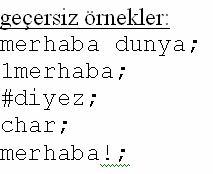 geçersiz örnekler:
merhaba dunya;
1merhaba;
#diyez;
char;
merhaba!;